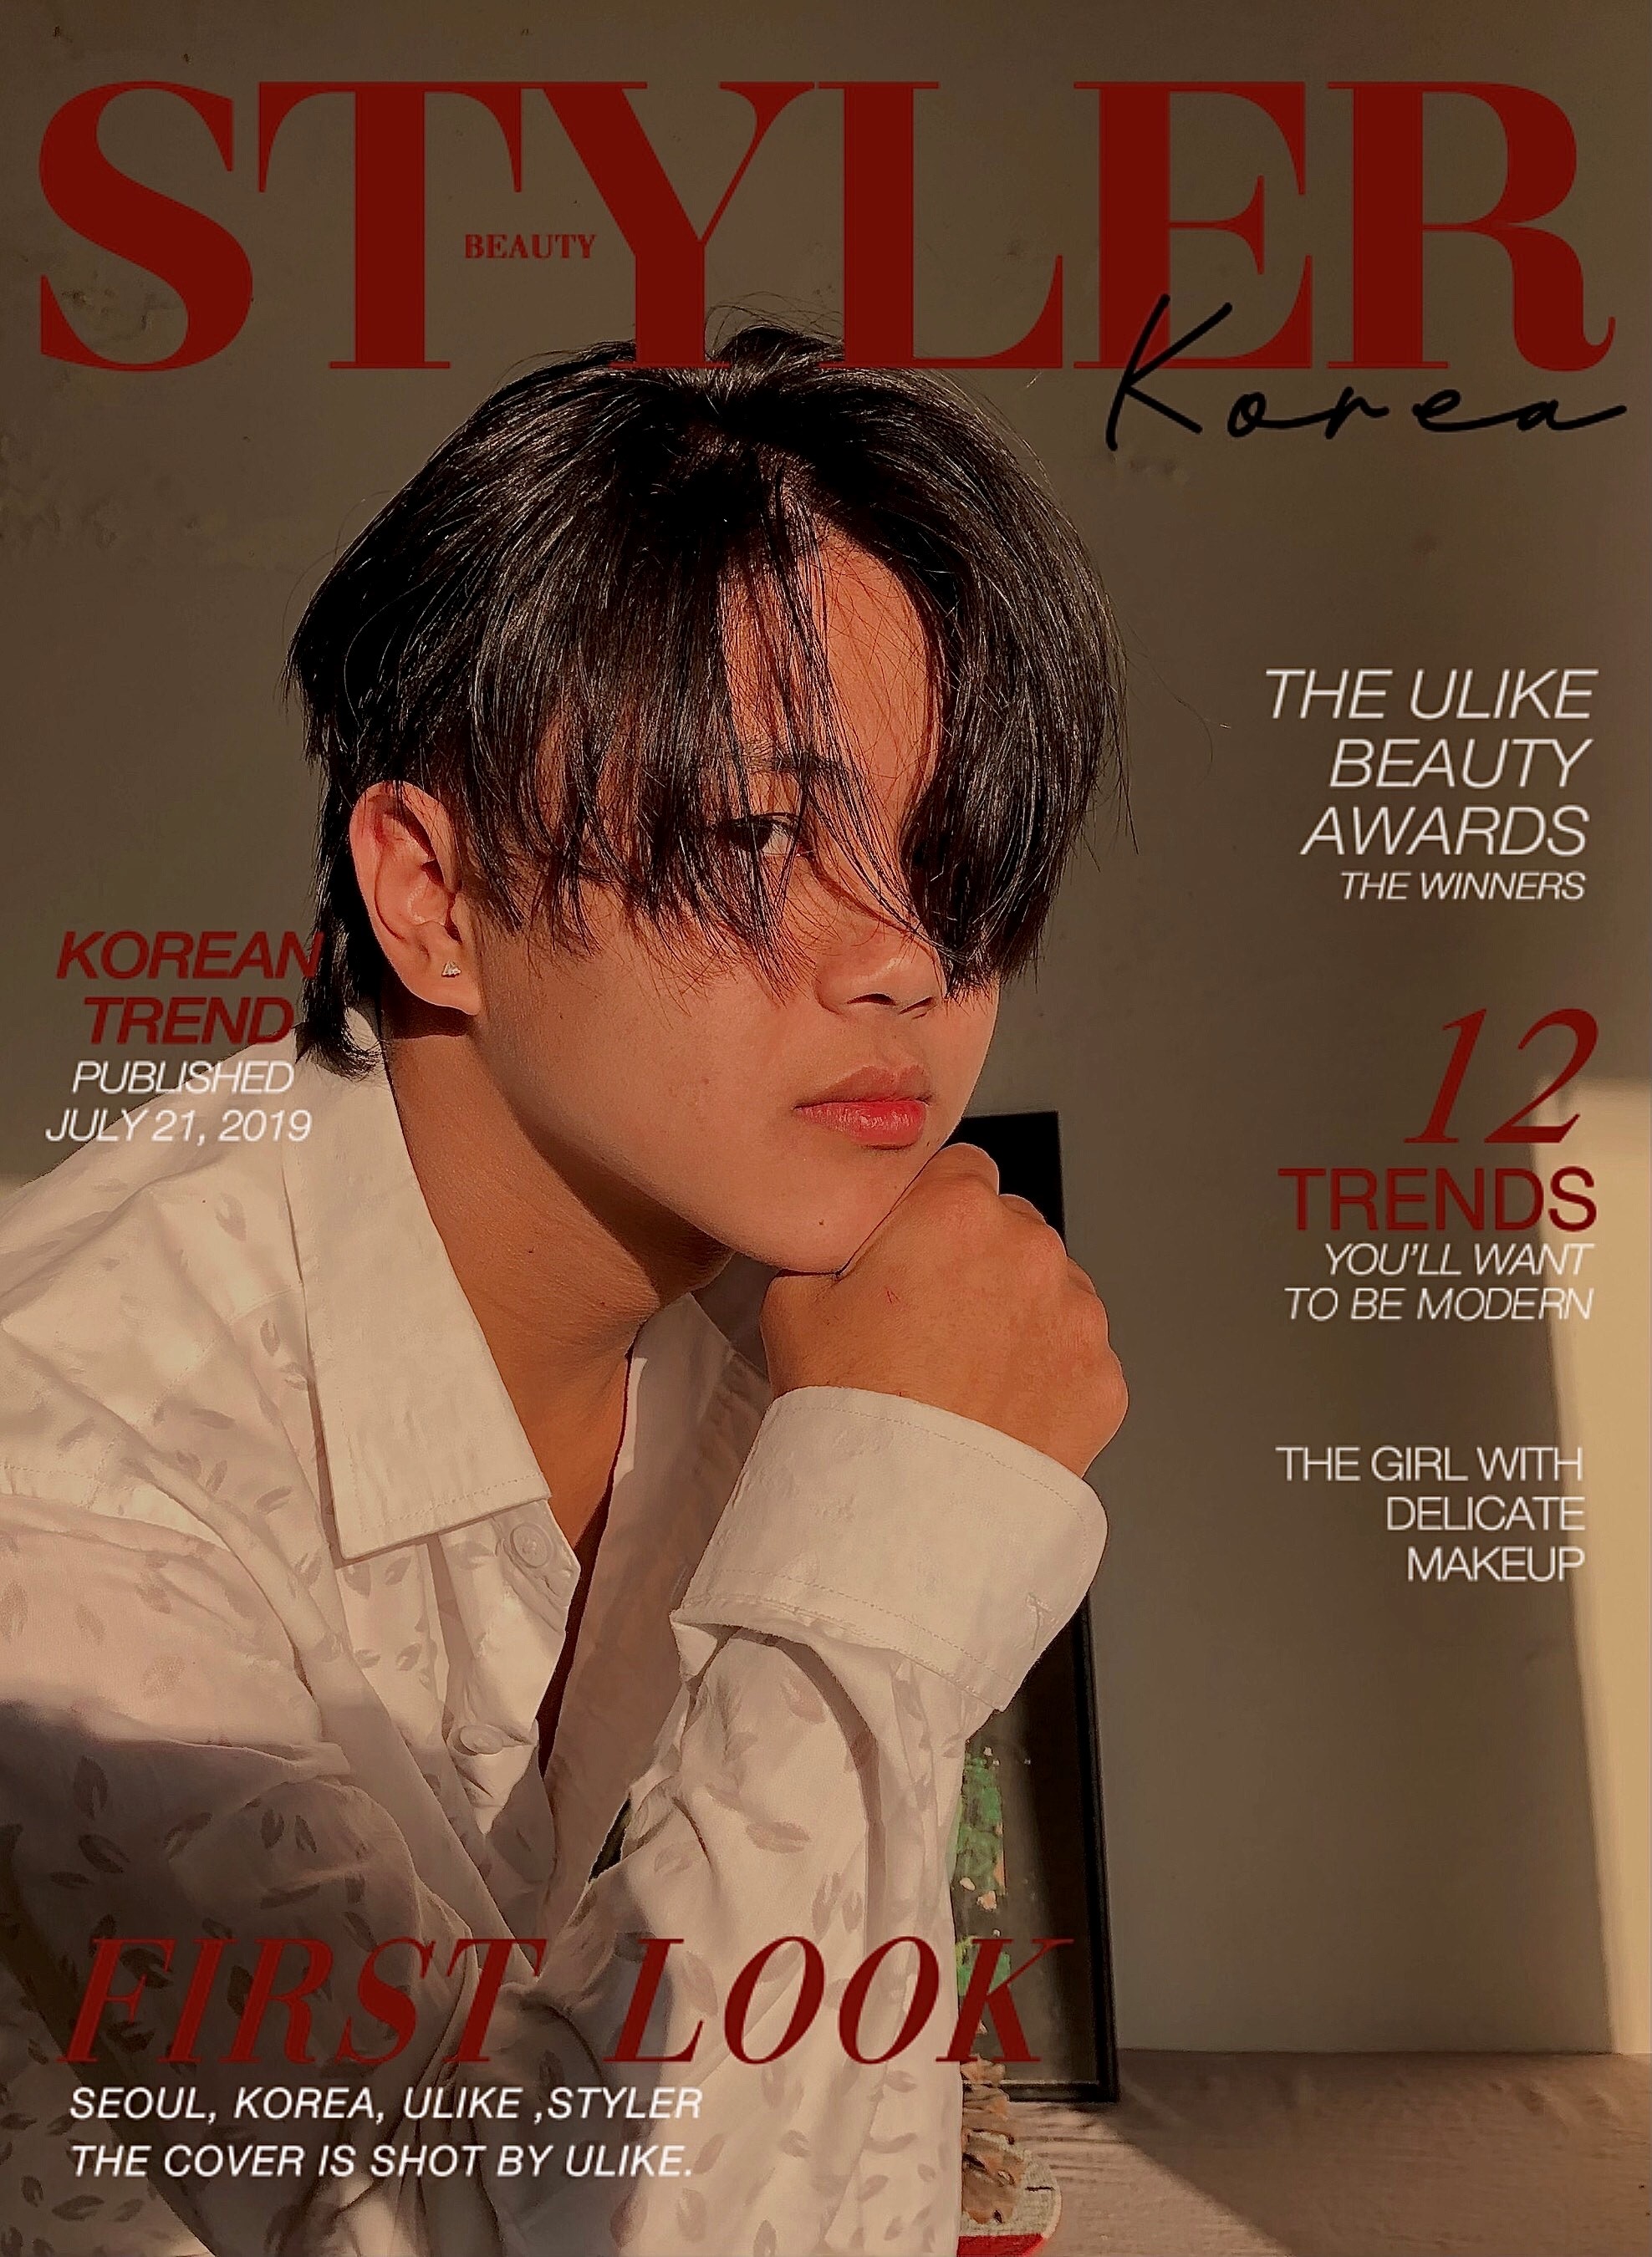 STYLER
BEAUTY
Korea
THE ULIKE
BEAUTY
AWARDS
THE WINNERS
KOREAN
TREND
PUBLISHED
JULY 21, 2019
12
TRENDS
YOU'LL WANT
TO BE MODERN
THE GIRL WITH
DELICATE
MAKEUP
FIRST LOOK
SEOUL, KOREA, ULIKE ,STYLER
THE COVER IS SHOT BY ULIKE.